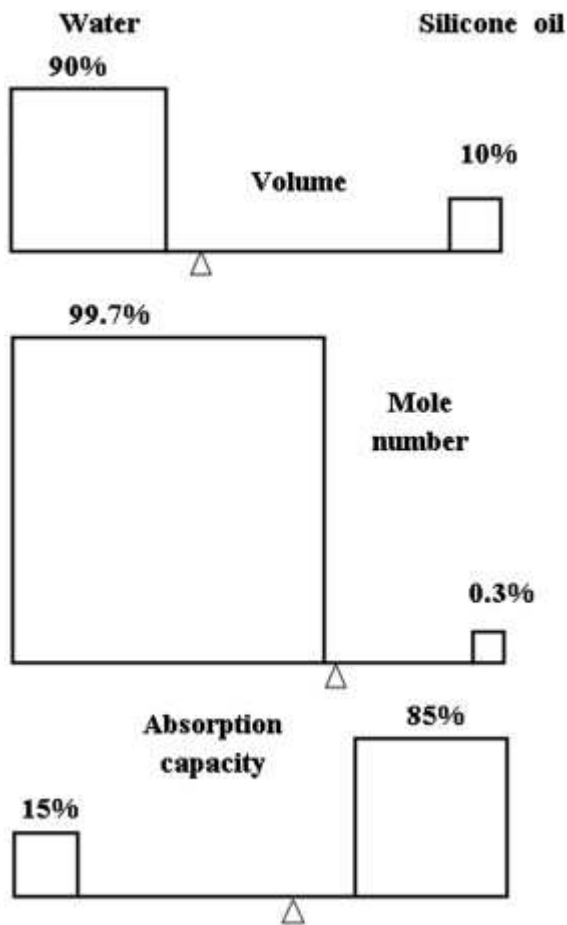 Water
Silicone oil
90%
10%
Volume
99.7%
Mole
number
0.3%
Absorption
capacity
85%
15%